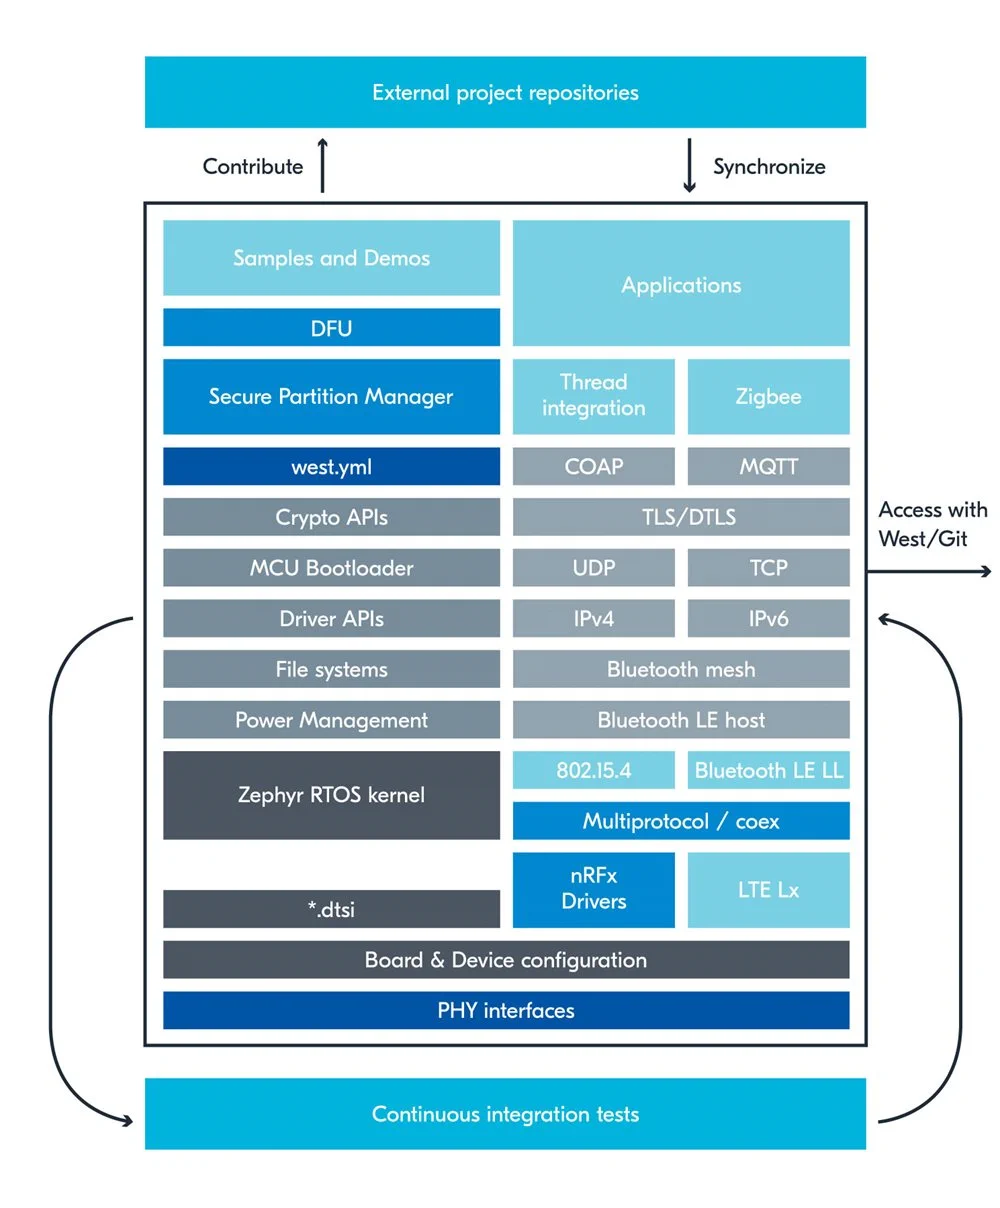 External project repositories
Contribute
Synchronize
Samples and Demos
Applications
DFU
Secure Partition Manager
Thread
integration
Zigbee
west.yml
COAP
MQTT
Crypto APIs
TLS/DTLS
Access with
West/Git
MCU Bootloader
UDP
TCP
Driver APIs
IPv4
IPv6
File systems
Bluetooth mesh
Power Management
Bluetooth LE host
Zephyr RTOS kernel
802.15.4
Bluetooth LE LL
Multiprotocol / coex
nRFx
Drivers
LTE Lx
*.dtsi
Board & Device configuration
PHY interfaces
Continuous integration tests